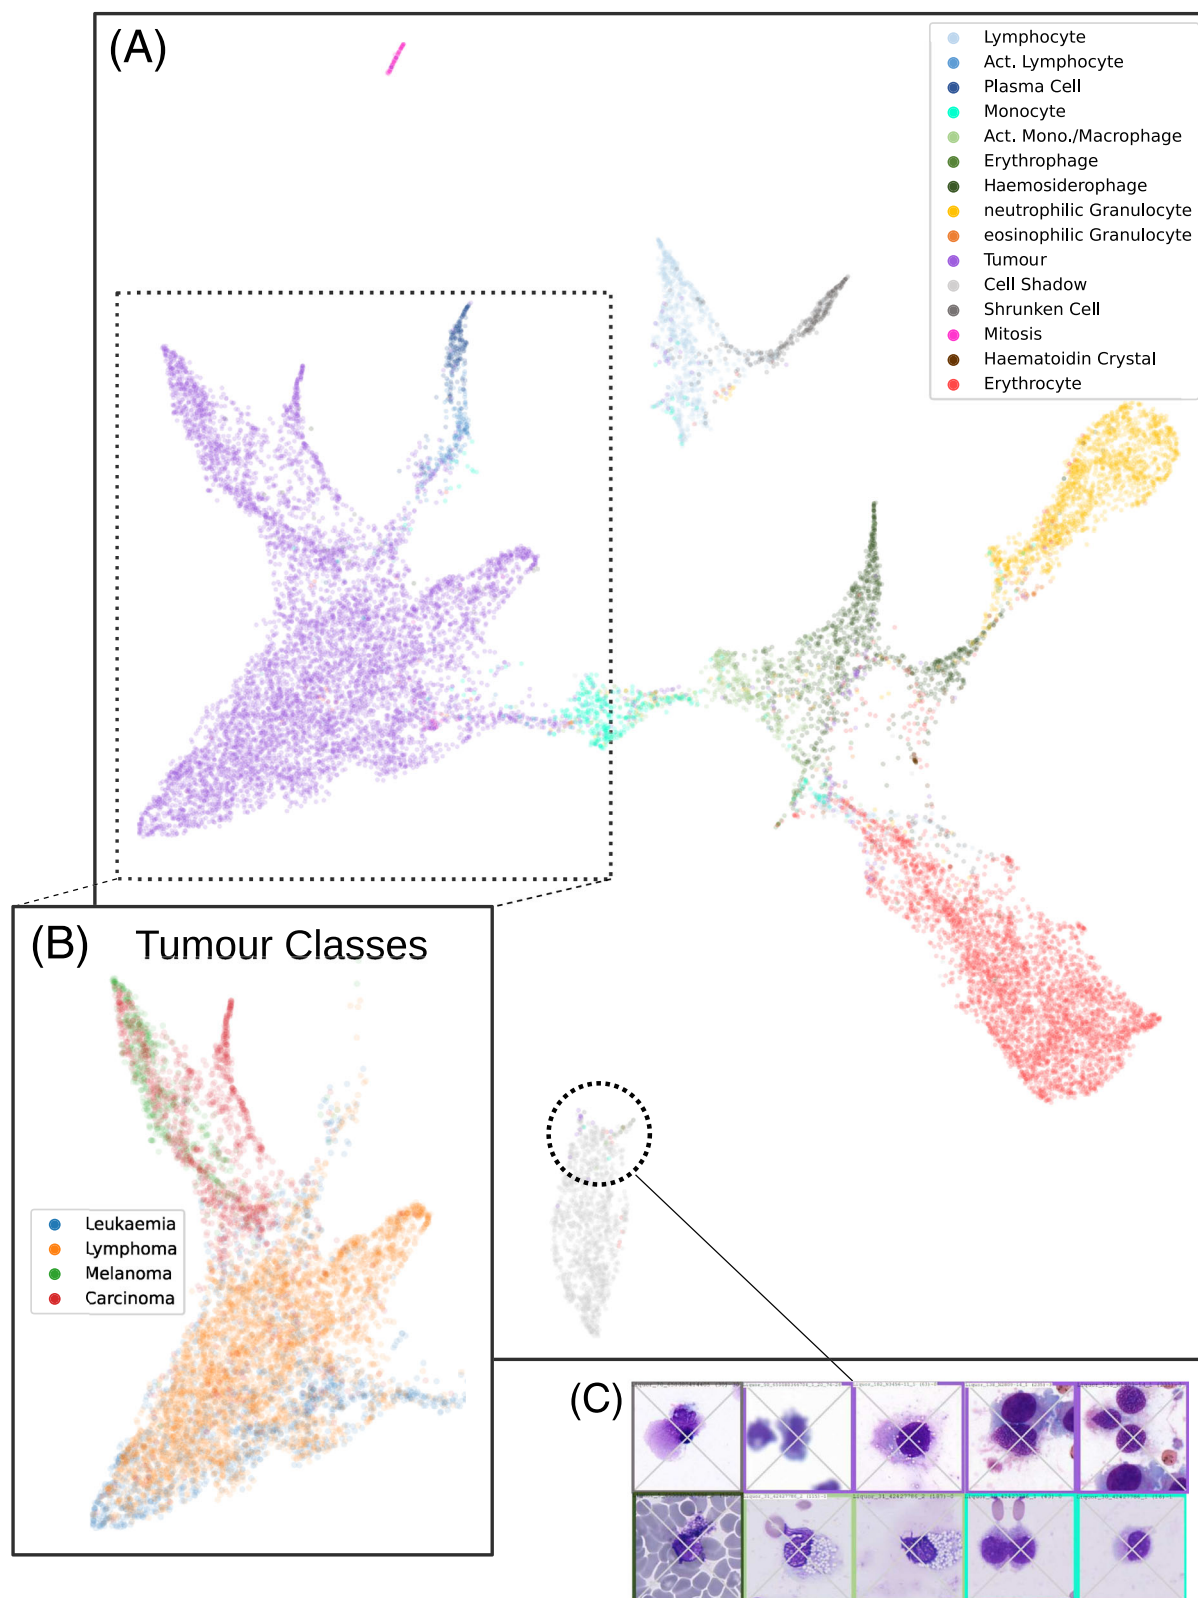 (A)
Lymphocyte
Act. Lymphocyte
Plasma Cell
Monocyte
Act. Mono./Macrophage
Erythrophage
Haemosiderophage
neutrophilic Granulocyte
eosinophilic Granulocyte
Tumour
Cell Shadow
Shrunken Cell
Mitosis
Haematoidin Crystal
Erythrocyte
(B) Tumour Classes
Leukaemia
Lymphoma
Melanoma
Carcinoma
(C)